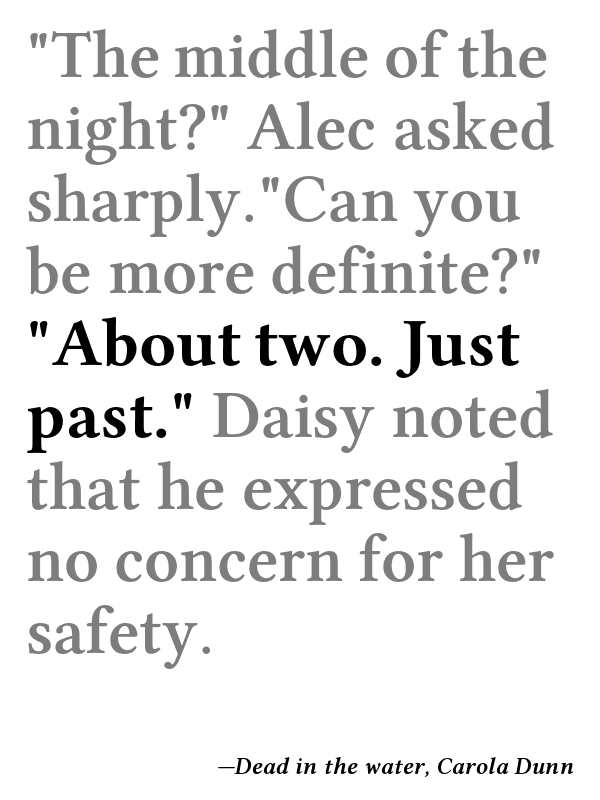 "The middle of the
night?" Alec asked
sharply."Can you
be more definite?"
"About two. Just
past." Daisy noted
that he expressed
no concern for her
safety.
—Dead in the water, Carola Dunn